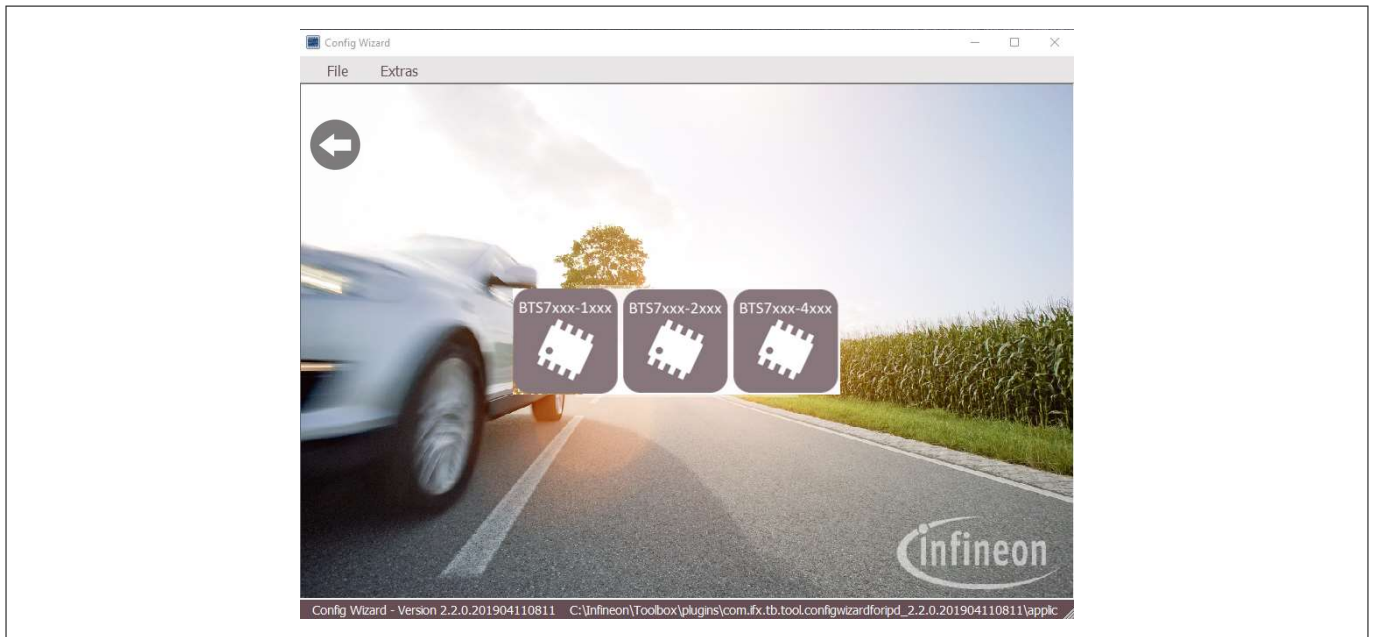 Config Wizard
File Extras
BTS7xxx-1xxx BTS7xxx-2xxx BTS7xxx-4xxx
infineon
Config Wizard - Version 2.2.0.201904110811 C:\Infineon\Toolbox\plugins\com.ifx.tb.tool.configwizardforipd_2.2.0.201904110811\applic